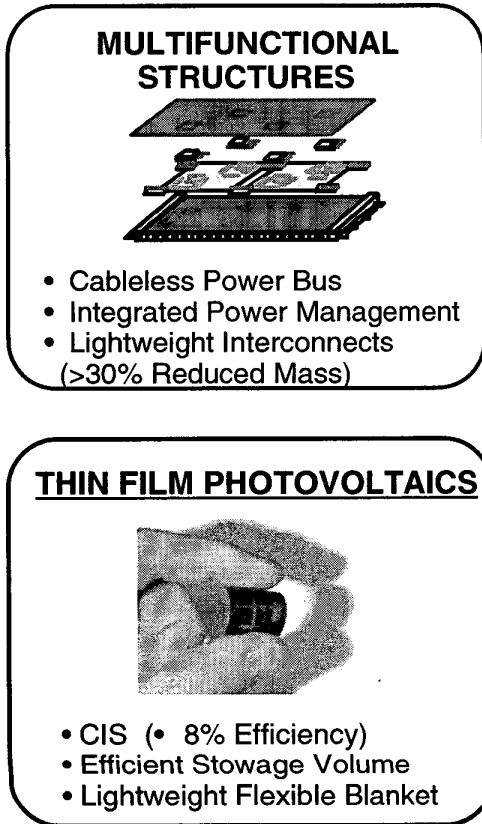 MULTIFUNCTIONAL
STRUCTURES
• Cableless Power Bus
• Integrated Power Management
• Lightweight Interconnects
(>30% Reduced Mass)
THIN FILM PHOTOVOLTAICS
• CIS (• 8% Efficiency)
• Efficient Stowage Volume
• Lightweight Flexible Blanket